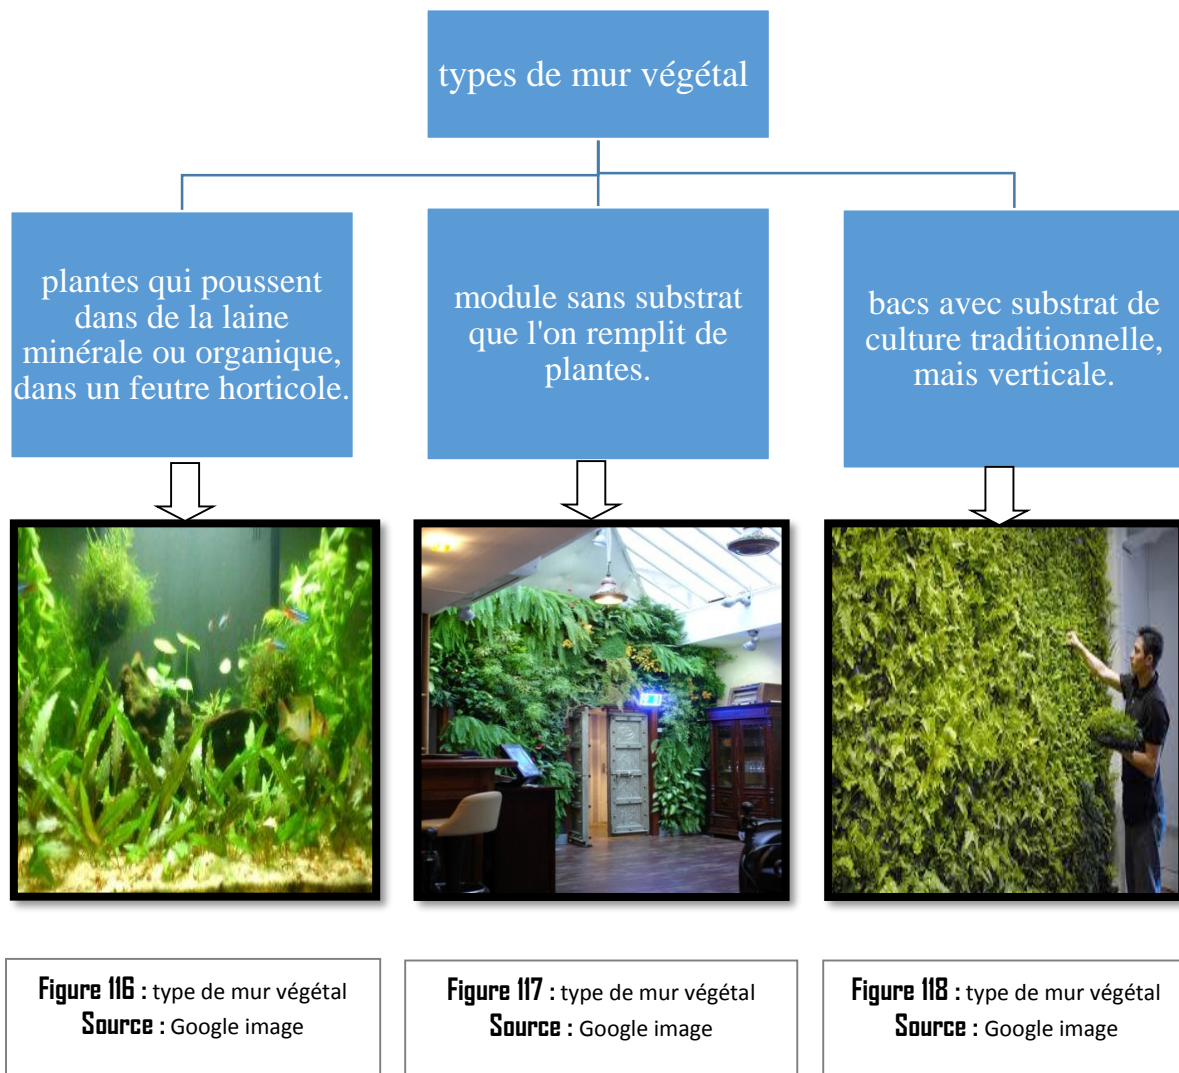 types de mur végétal
plantes qui poussent
dans de la laine
minérale ou organique,
dans un feutre horticole.
module sans substrat
que l'on remplit de
plantes.
bacs avec substrat de
culture traditionnelle,
mais verticale.
Figure 116 : type de mur végétal
Source : Google image
Figure 117 : type de mur végétal
Source : Google image
Figure 118 : type de mur végétal
Source : Google image